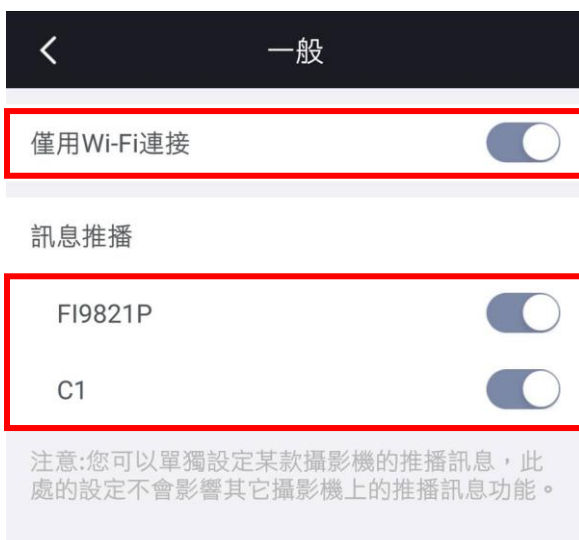 一般
僅用Wi-Fi連接
訊息推播
FI9821P
C1
注意:您可以單獨設定某款攝影機的推播訊息，此
處的設定不會影響其它攝影機上的推播訊息功能。